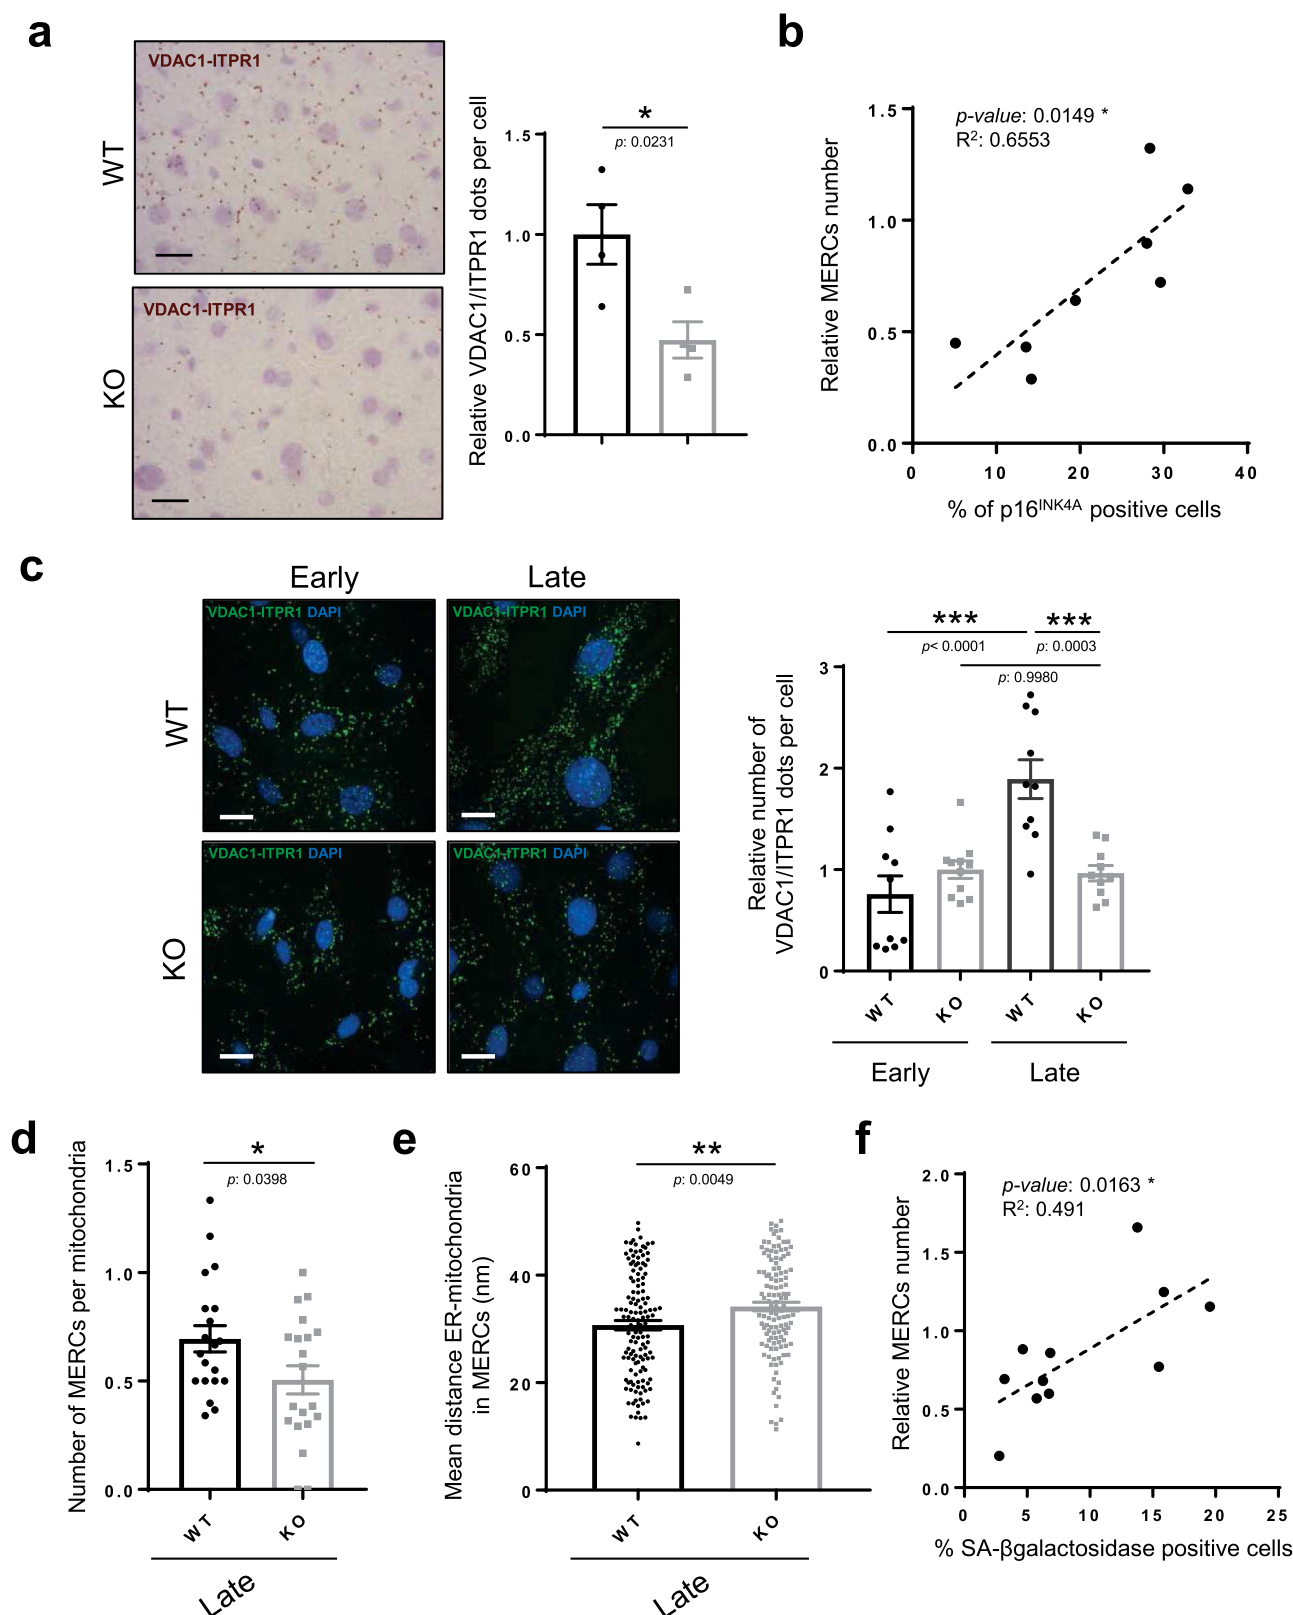 a
VDAC1-ITPR1
WT
VDAC1-ITPR1
KO
Relative VDAC1/ITPR1 dots per cell
*
p: 0.0231
1.5
1.0
0.5
0.0
b
Relative MERCs number
p-value: 0.0149 *
R²: 0.6553
1.5
1.0
0.5
0.0
0 10 20 30 40
% of p16INK4A positive cells
c
Early Late
WT
VDAC1-ITPR1 DAPI VDAC1-ITPR1 DAPI
KO
VDAC1-ITPR1 DAPI VDAC1-ITPR1 DAPI
Relative number of
VDAC1/ITPR1 dots per cell
*** ***
p< 0.0001 p: 0.0003
p: 0.9980
3
2
1
0
WT KO WT KO
Early Late
d
Number of MERCs per mitochondria
*
p: 0.0398
1.5
1.0
0.5
0.0
WT KO
Late
e
Mean distance ER-mitochondria
in MERCs (nm)
**
p: 0.0049
60
40
20
0
WT KO
Late
f
Relative MERCs number
p-value: 0.0163 *
R²: 0.491
2.0
1.5
1.0
0.5
0.0
0 5 10 15 20 25
% SA-βgalactosidase positive cells